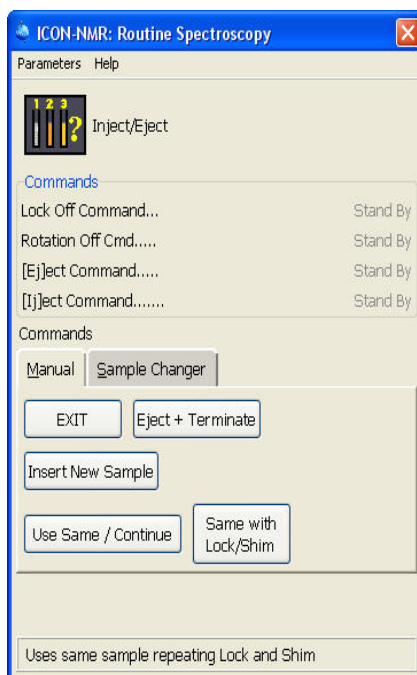 ICON-NMR: Routine Spectroscopy
Parameters Help
1 2 3 ?
Inject/Eject
Commands
Lock Off Command... Stand By
Rotation Off Cmd..... Stand By
[Ej]ect Command..... Stand By
[Ij]ect Command....... Stand By
Commands
Manual Sample Changer
EXIT Eject + Terminate
Insert New Sample
Use Same / Continue
Same with
Lock/Shim
Uses same sample repeating Lock and Shim